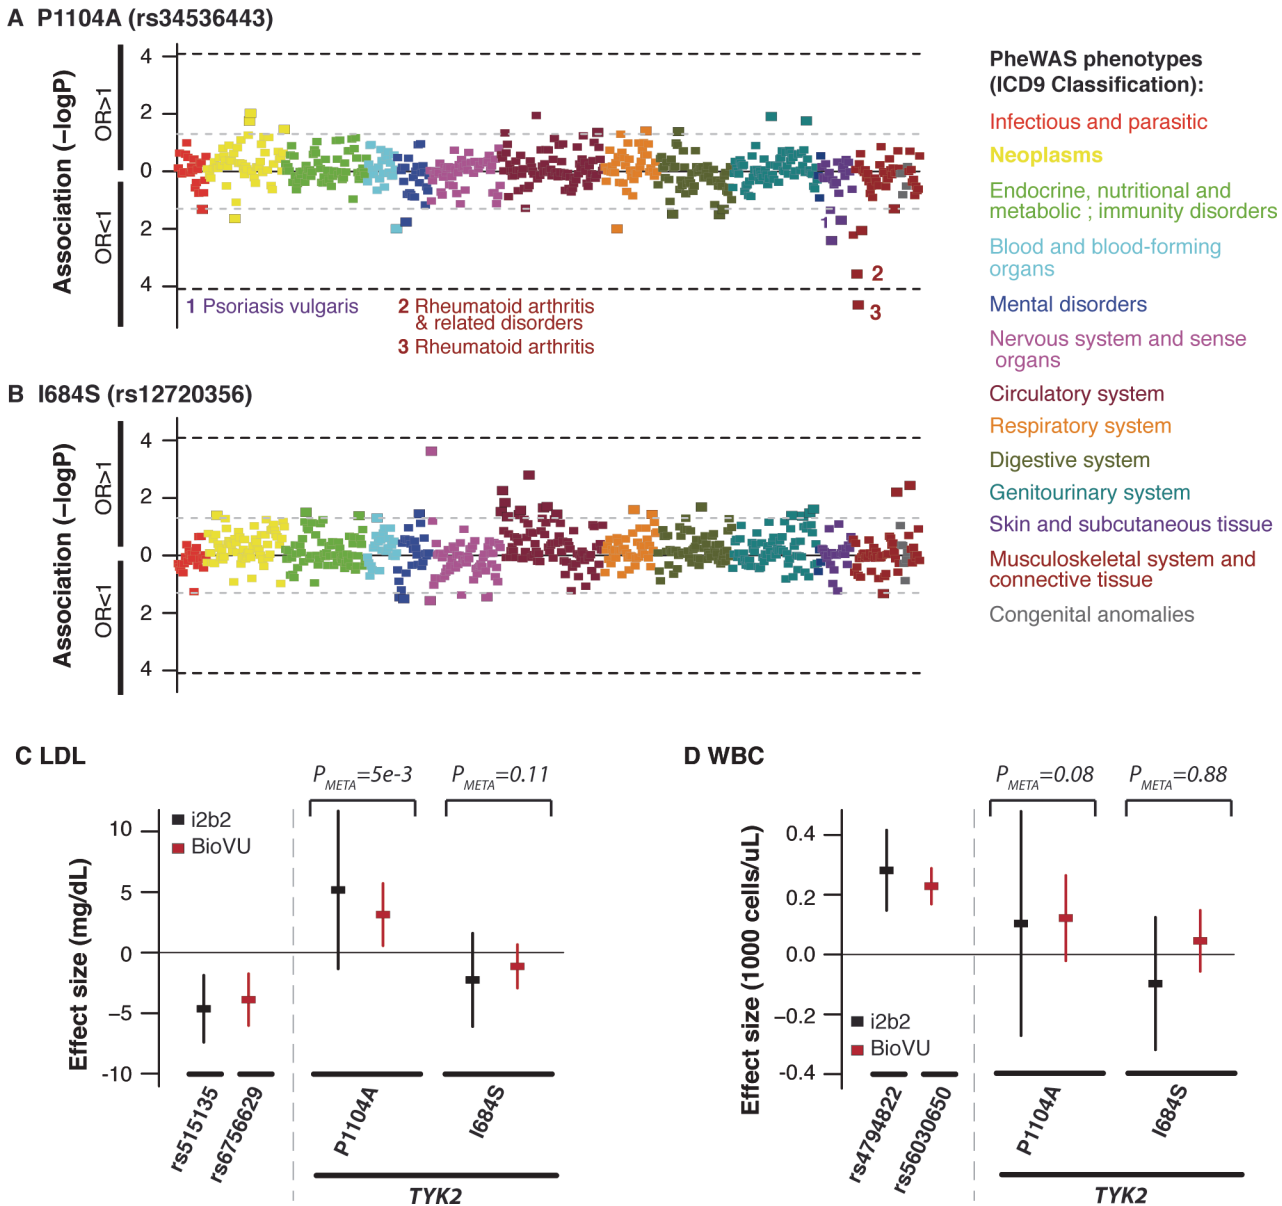 A P1104A (rs34536443)
Association (–logP)
OR>1
OR<1
4
2
0
2
4
1
2
3
1 Psoriasis vulgaris
2 Rheumatoid arthritis
& related disorders
3 Rheumatoid arthritis
PheWAS phenotypes
(ICD9 Classification):
Infectious and parasitic
Neoplasms
Endocrine, nutritional and
metabolic ; immunity disorders
Blood and blood-forming
organs
Mental disorders
Nervous system and sense
organs
Circulatory system
Respiratory system
Digestive system
Genitourinary system
Skin and subcutaneous tissue
Musculoskeletal system and
connective tissue
Congenital anomalies
B I684S (rs12720356)
Association (–logP)
OR>1
OR<1
4
2
0
2
4
C LDL
PMETA=5e-3
PMETA=0.11
i2b2
BioVU
Effect size (mg/dL)
10
5
0
–5
-10
rs515135
rs6756629
P1104A
I684S
TYK2
D WBC
PMETA=0.08
PMETA=0.88
Effect size (1000 cells/uL)
0.4
0.2
0.0
–0.2
-0.4
i2b2
BioVU
rs4794822
rs56030650
P1104A
I684S
TYK2